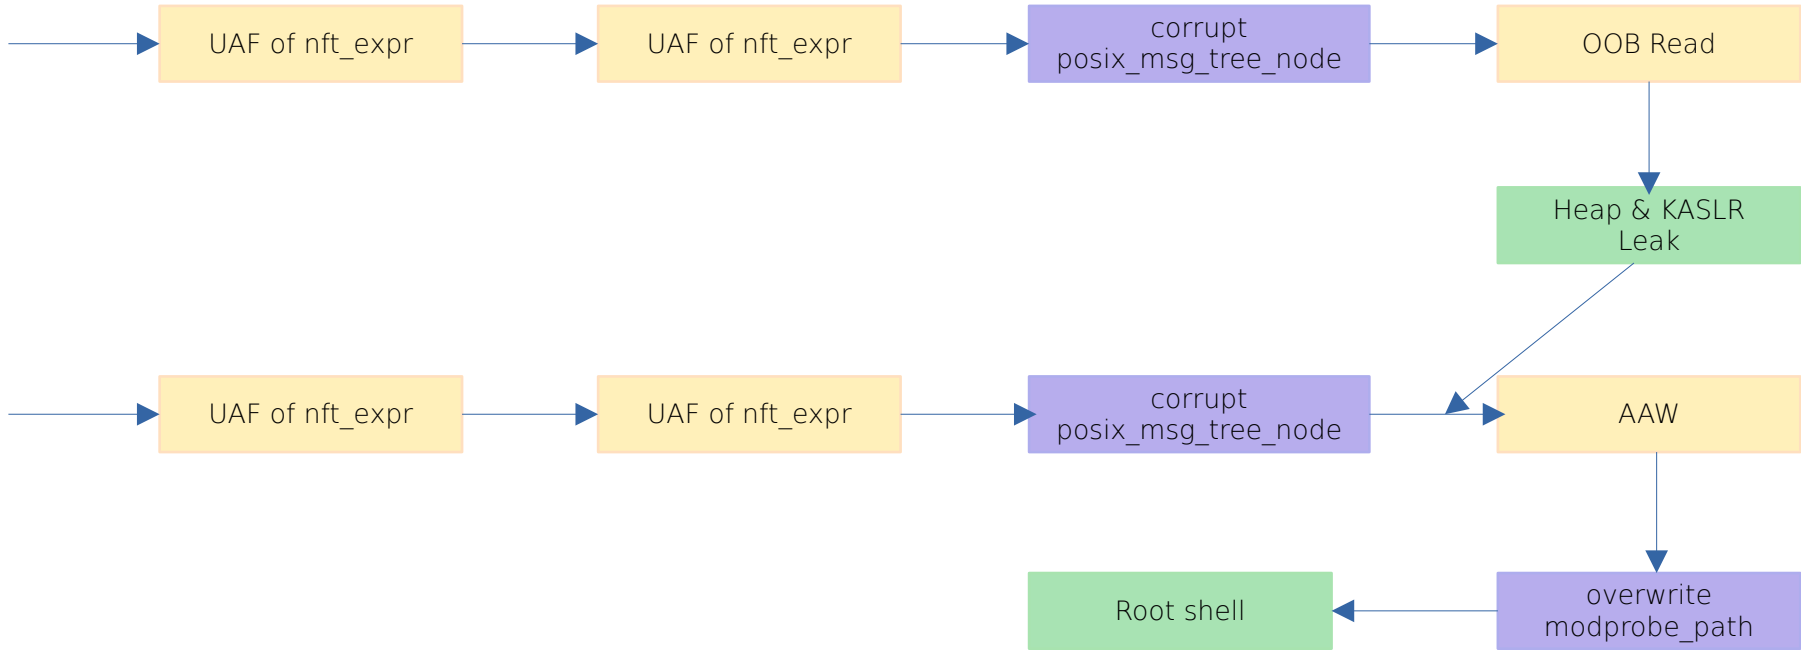 UAF of nft_expr
UAF of nft_expr
corrupt
posix_msg_tree_node
OOB Read
Heap & KASLR
Leak
UAF of nft_expr
UAF of nft_expr
corrupt
posix_msg_tree_node
AAW
Root shell
overwrite
modprobe_path